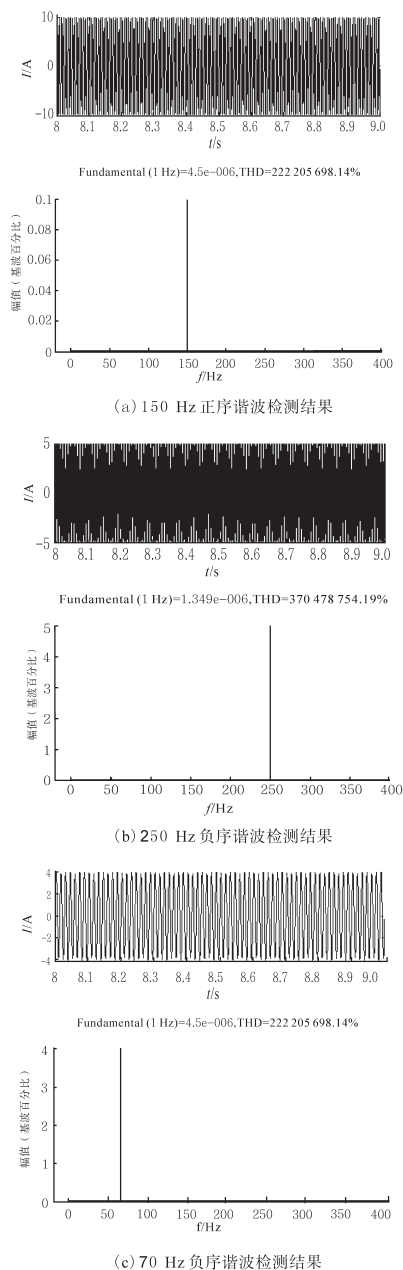 10
0
-10
I/A
8 8.1 8.2 8.3 8.4 8.5 8.6 8.7 8.8 8.9 9.0
t/s
Fundamental (1 Hz)=4.5e-006,THD=222 205 698.14%
0.1
0.08
0.06
0.04
0.02
0
幅值（基波百分比）
0 50 100 150 200 250 300 350 400
f/Hz
(a) 150 Hz 正序谐波检测结果
5
0
-5
I/A
8 8.1 8.2 8.3 8.4 8.5 8.6 8.7 8.8 8.9 9.0
t/s
Fundamental (1 Hz)=1.349e-006,THD=370 478 754.19%
5
4
3
2
1
0
幅值（基波百分比）
0 50 100 150 200 250 300 350 400
f/Hz
(b) 250 Hz 负序谐波检测结果
4
2
0
-2
-4
I/A
8 8.1 8.2 8.3 8.4 8.5 8.6 8.7 8.8 8.9 9.0
t/s
Fundamental (1 Hz)=4.5e-006,THD=222 205 698.14%
4
3
2
1
0
幅值（基波百分比）
0 50 100 150 200 250 300 350 400
f/Hz
(c) 70 Hz 负序谐波检测结果